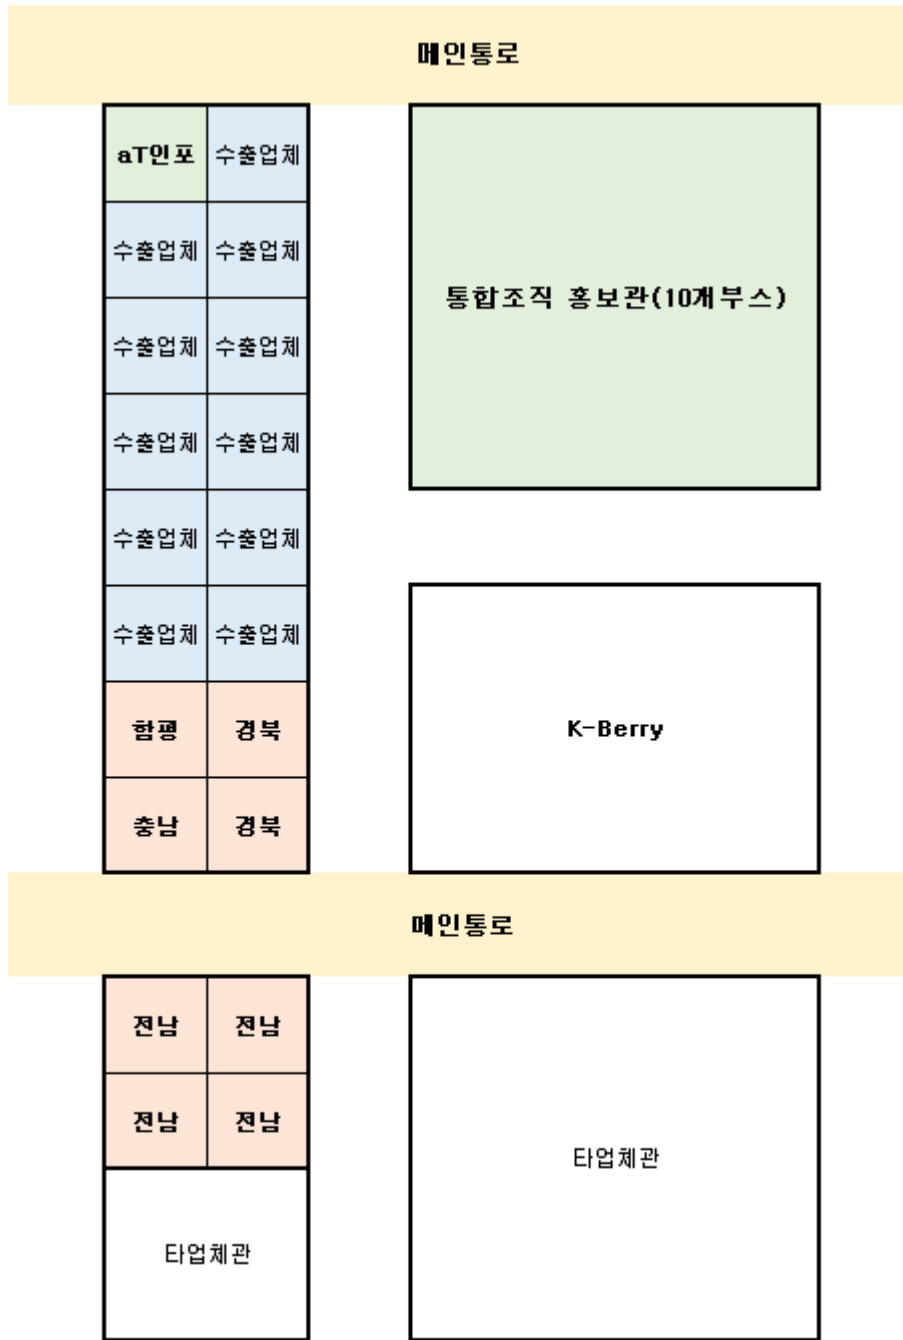 메인통로
aT인포 수출업체
통합조직 홍보관(10개부스)
수출업체 수출업체
수출업체 수출업체
수출업체 수출업체
수출업체 수출업체
수출업체 수출업체
함평 경북
K-Berry
충남 경북
메인통로
전남 전남
전남 전남
타업체관
타업체관